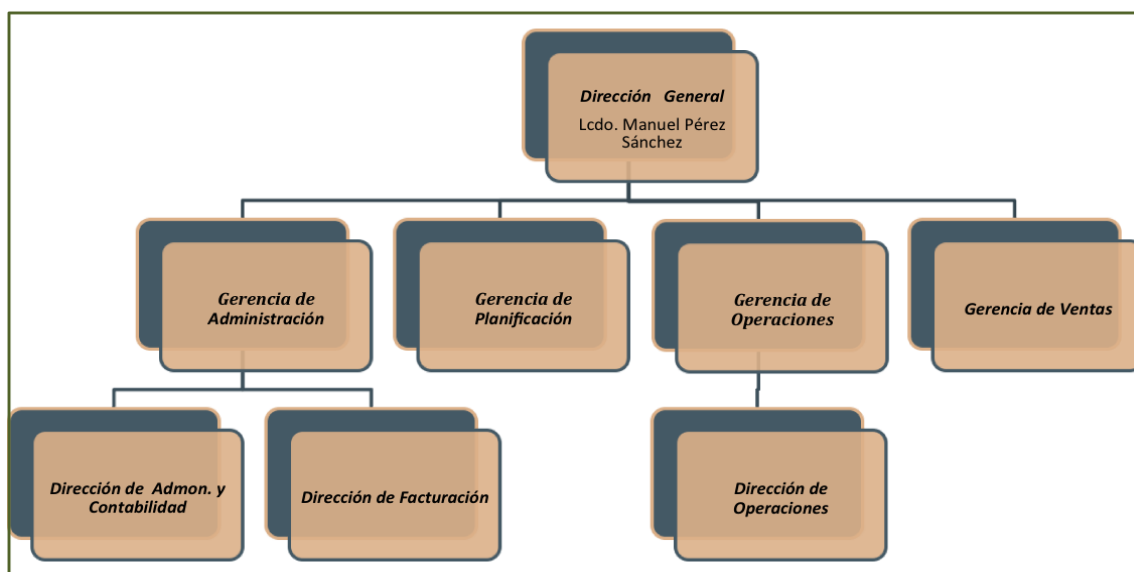 Dirección General
Lcdo. Manuel Pérez
Sánchez
Gerencia de
Administración
Gerencia de
Planificación
Gerencia de
Operaciones
Gerencia de Ventas
Dirección de Admon. y
Contabilidad
Dirección de Facturación
Dirección de
Operaciones